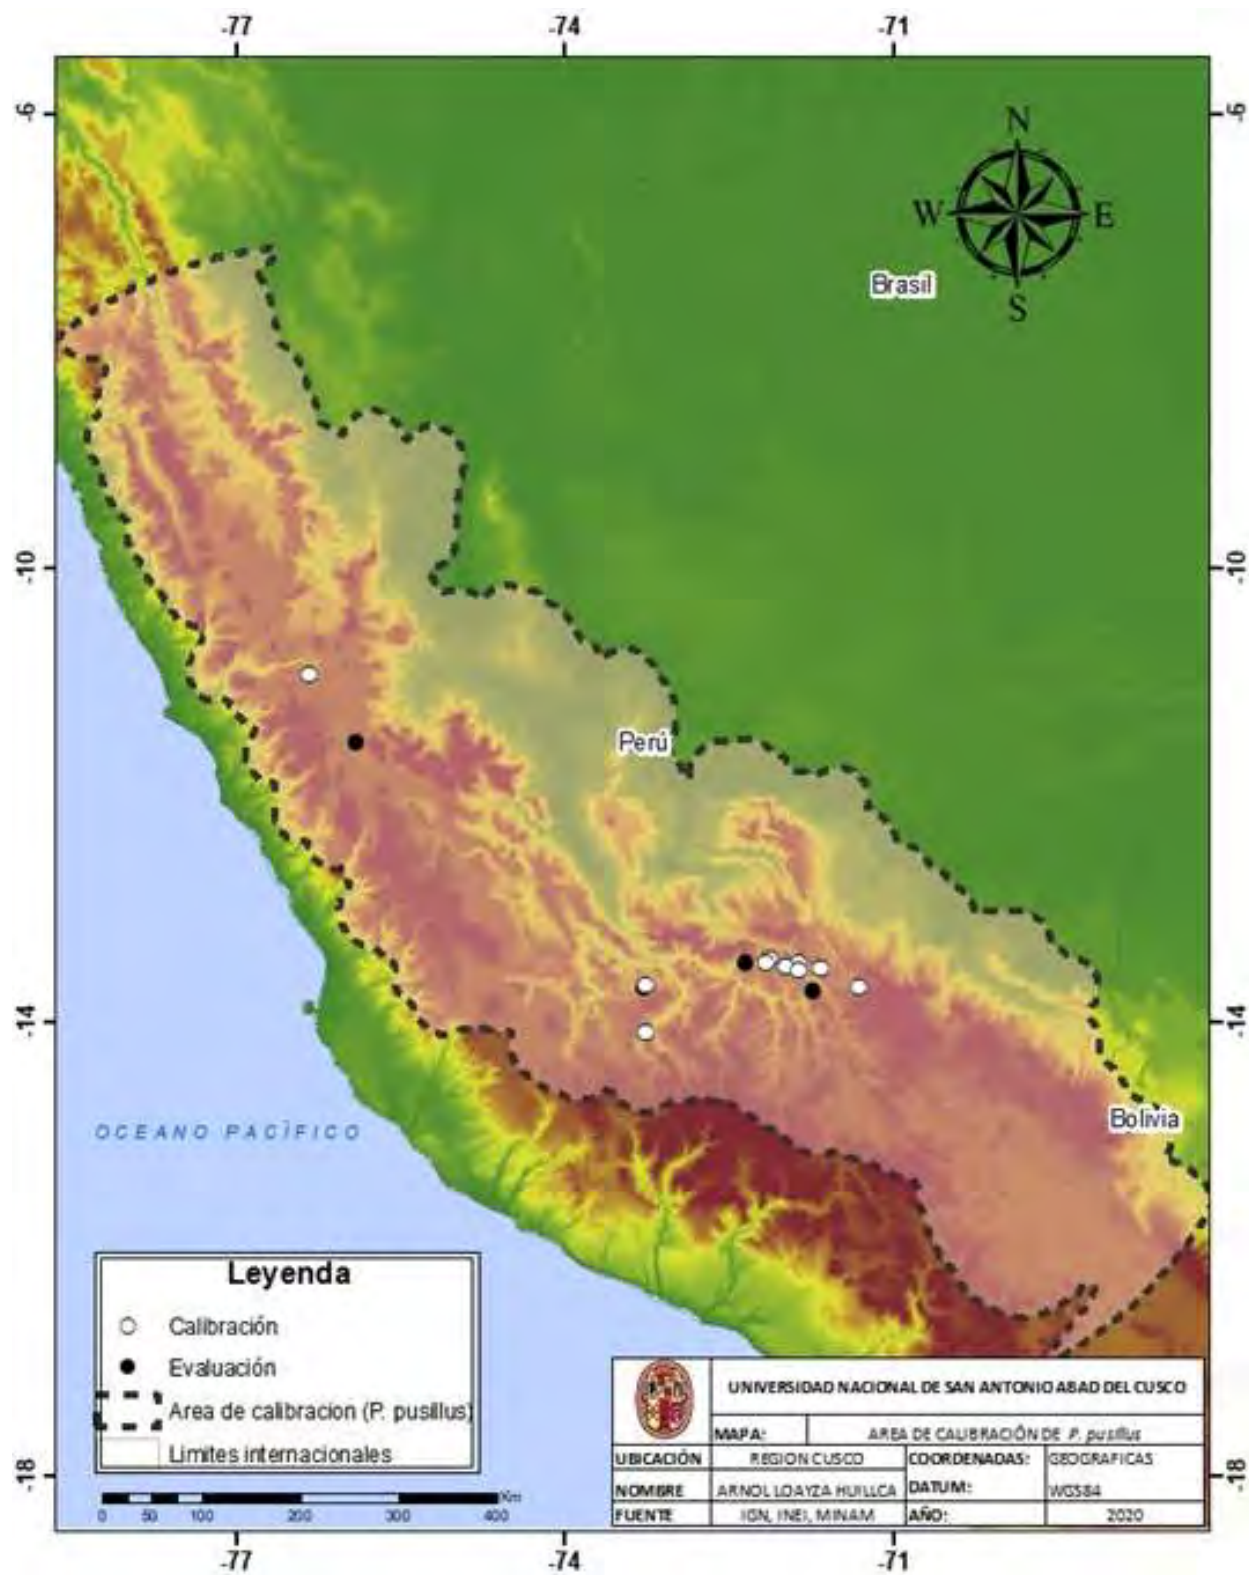 -77 -74 -71
-6 -6
N
W E
S
Brasil
-10 -10
Perú
-14 -14
Bolivia
OCEANO PACÍFICO
Leyenda
Calibración
Evaluación
Area de calibracion (P. pusillus)
Limites internacionales
Km
0 50 100 200 300 400
UNIVERSIDAD NACIONAL DE SAN ANTONIO ABAD DEL CUSCO
MAPA: AREA DE CALIBRACIÓN DE P. pusillus
UBICACIÓN REGION CUSCO COORDENADAS: GEOGRAFICAS
NOMBRE ARNOL LOAYZA HUILLCA DATUM: WGS84
FUENTE IGN, INEI, MINAM AÑO: 2020
-18 -18
-77 -74 -71